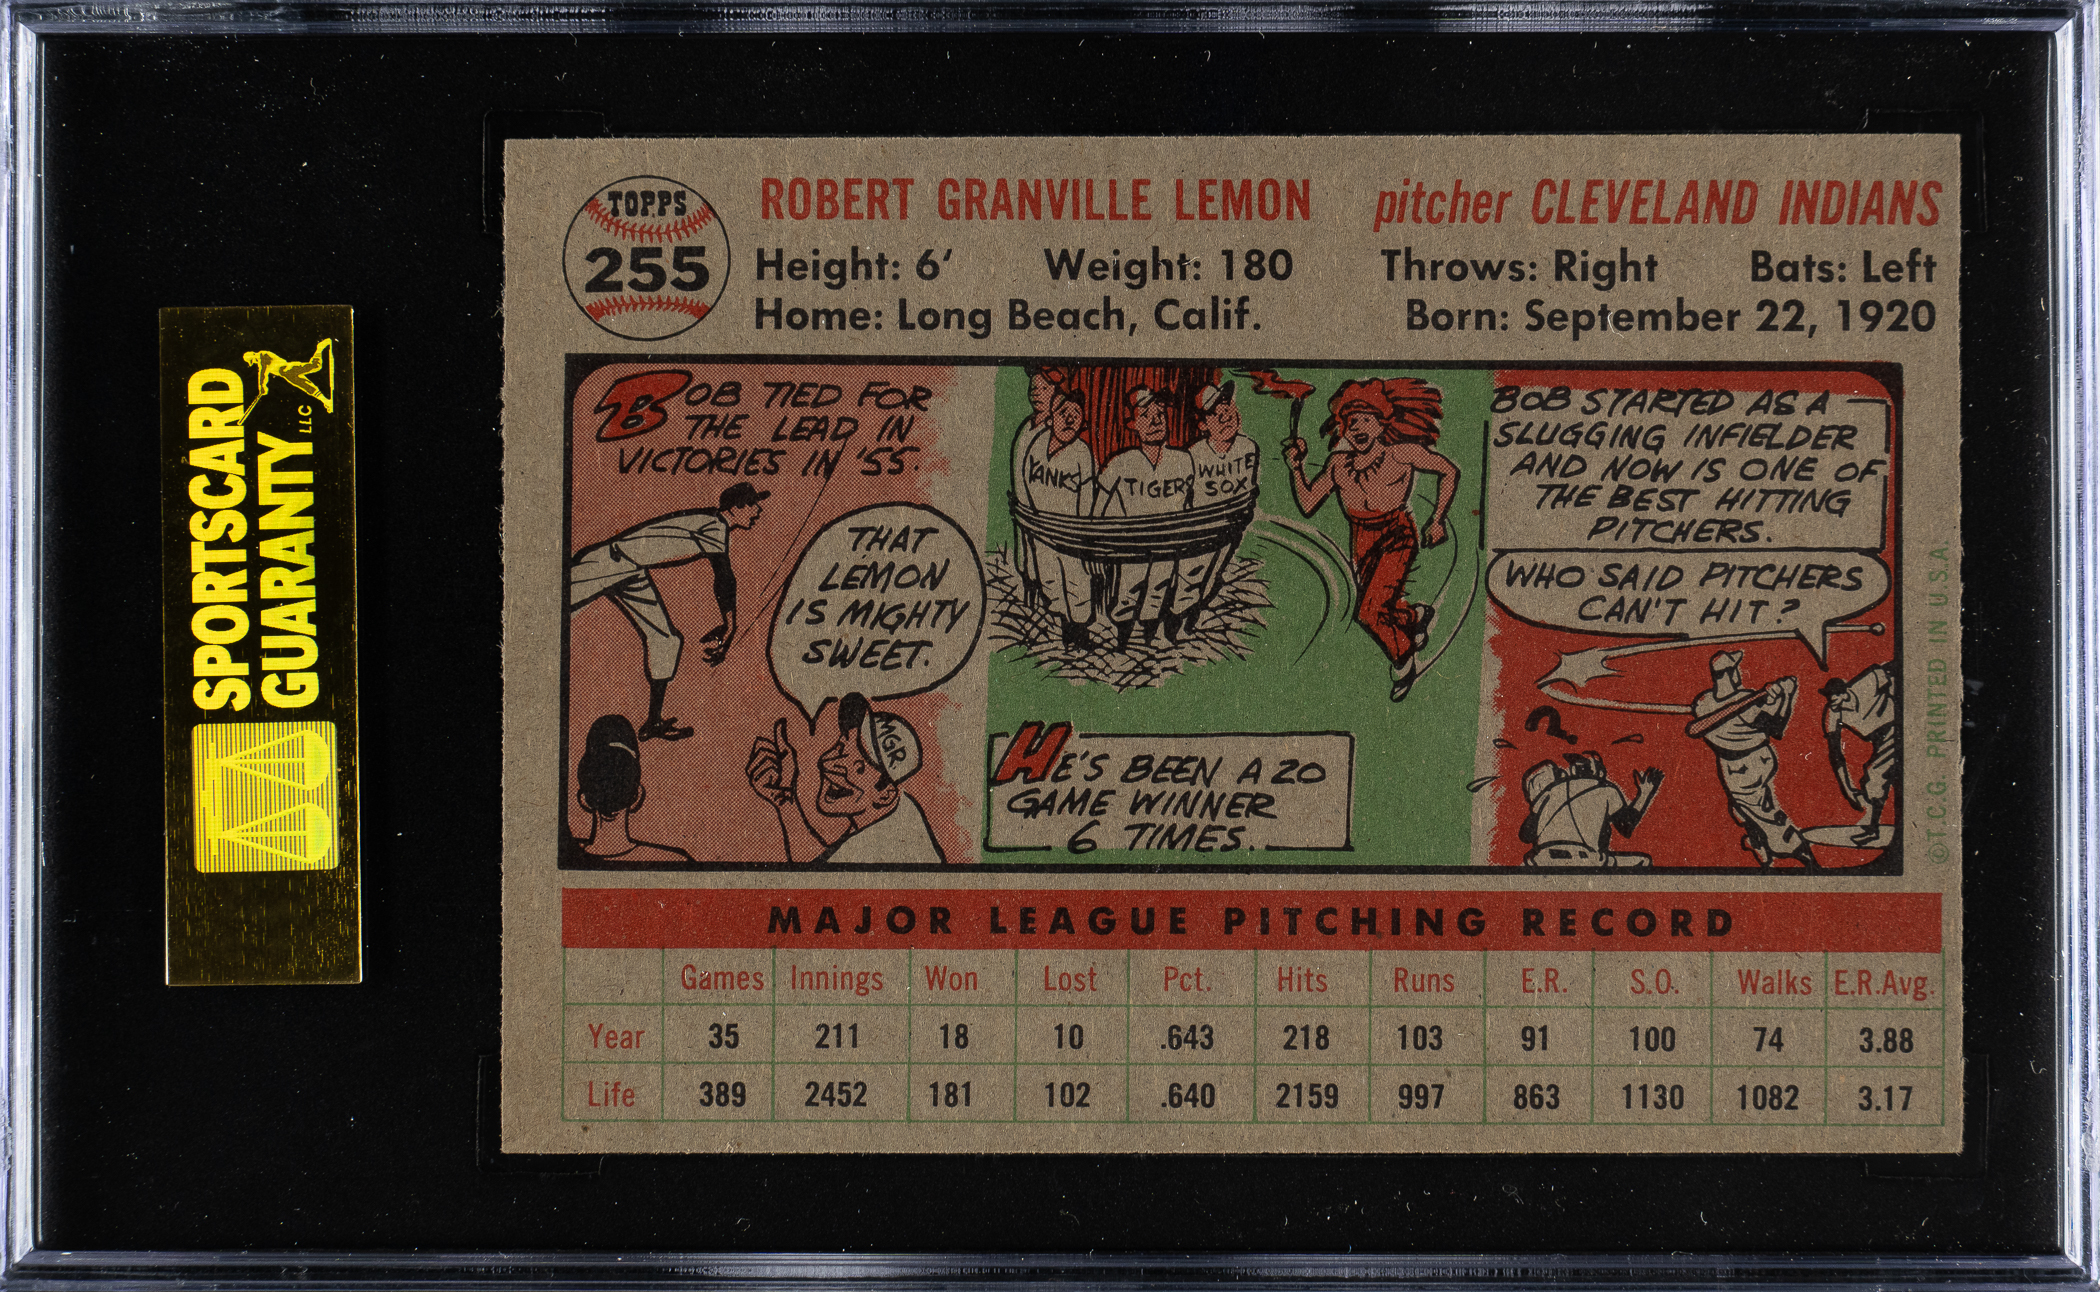 SPORTSCARD
GUARANTY LLC
TOPPS
255
ROBERT GRANVILLE LEMON pitcher CLEVELAND INDIANS
Height: 6' Weight: 180 Throws: Right Bats: Left
Home: Long Beach, Calif. Born: September 22, 1920
BOB TIED FOR
THE LEAD IN
VICTORIES IN '55.
THAT
LEMON
IS MIGHTY
SWEET.
MGR
YANKS
TIGERS
WHITE
SOX
HE'S BEEN A 20
GAME WINNER
6 TIMES.
BOB STARTED AS A
SLUGGING INFIELDER
AND NOW IS ONE OF
THE BEST HITTING
PITCHERS.
WHO SAID PITCHERS
CAN'T HIT?
?
©T.C.G. PRINTED IN U.S.A.
MAJOR LEAGUE PITCHING RECORD
Games Innings Won Lost Pct. Hits Runs E.R. S.O. Walks E.R.Avg.
Year 35 211 18 10 .643 218 103 91 100 74 3.88
Life 389 2452 181 102 .640 2159 997 863 1130 1082 3.17